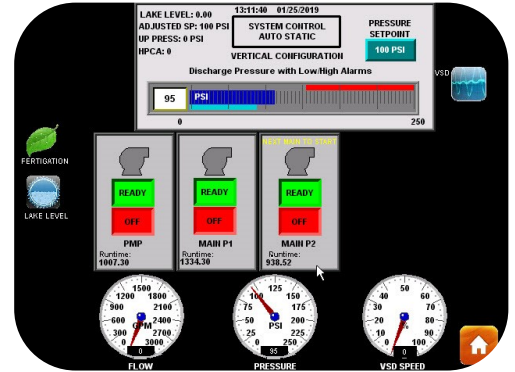 LAKE LEVEL: 0.00
ADJUSTED SP: 100 PSI
UP PRESS: 0 PSI
HPCA: 0
13:11:40 01/25/2019
SYSTEM CONTROL
AUTO STATIC
VERTICAL CONFIGURATION
PRESSURE
SETPOINT
100 PSI
Discharge Pressure with Low/High Alarms
95 PSI
0 250
VSD
FERTIGATION
LAKE LEVEL
READY
OFF
PMP
Runtime:
1007.30
READY
OFF
MAIN P1
Runtime:
1334.30
NEXT MAIN TO START
READY
OFF
MAIN P2
Runtime:
938.52
1500
1200 1800
900 2100
600 2400
300 2700
0 3000
GPM
0
FLOW
125
100 150
75 175
50 200
25 225
0 250
PSI
95
PRESSURE
50
40 60
30 70
20 80
10 90
0 100
%
0
VSD SPEED